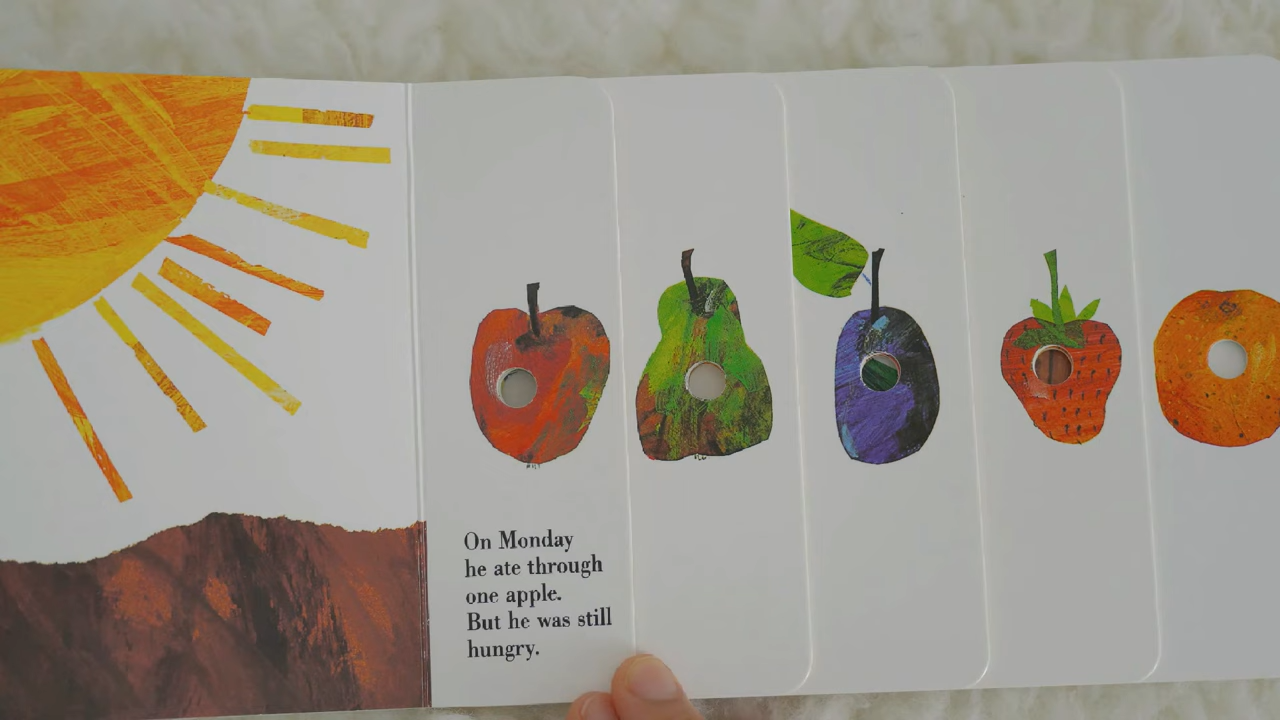 On Monday
he ate through
one apple.
But he was still
hungry.